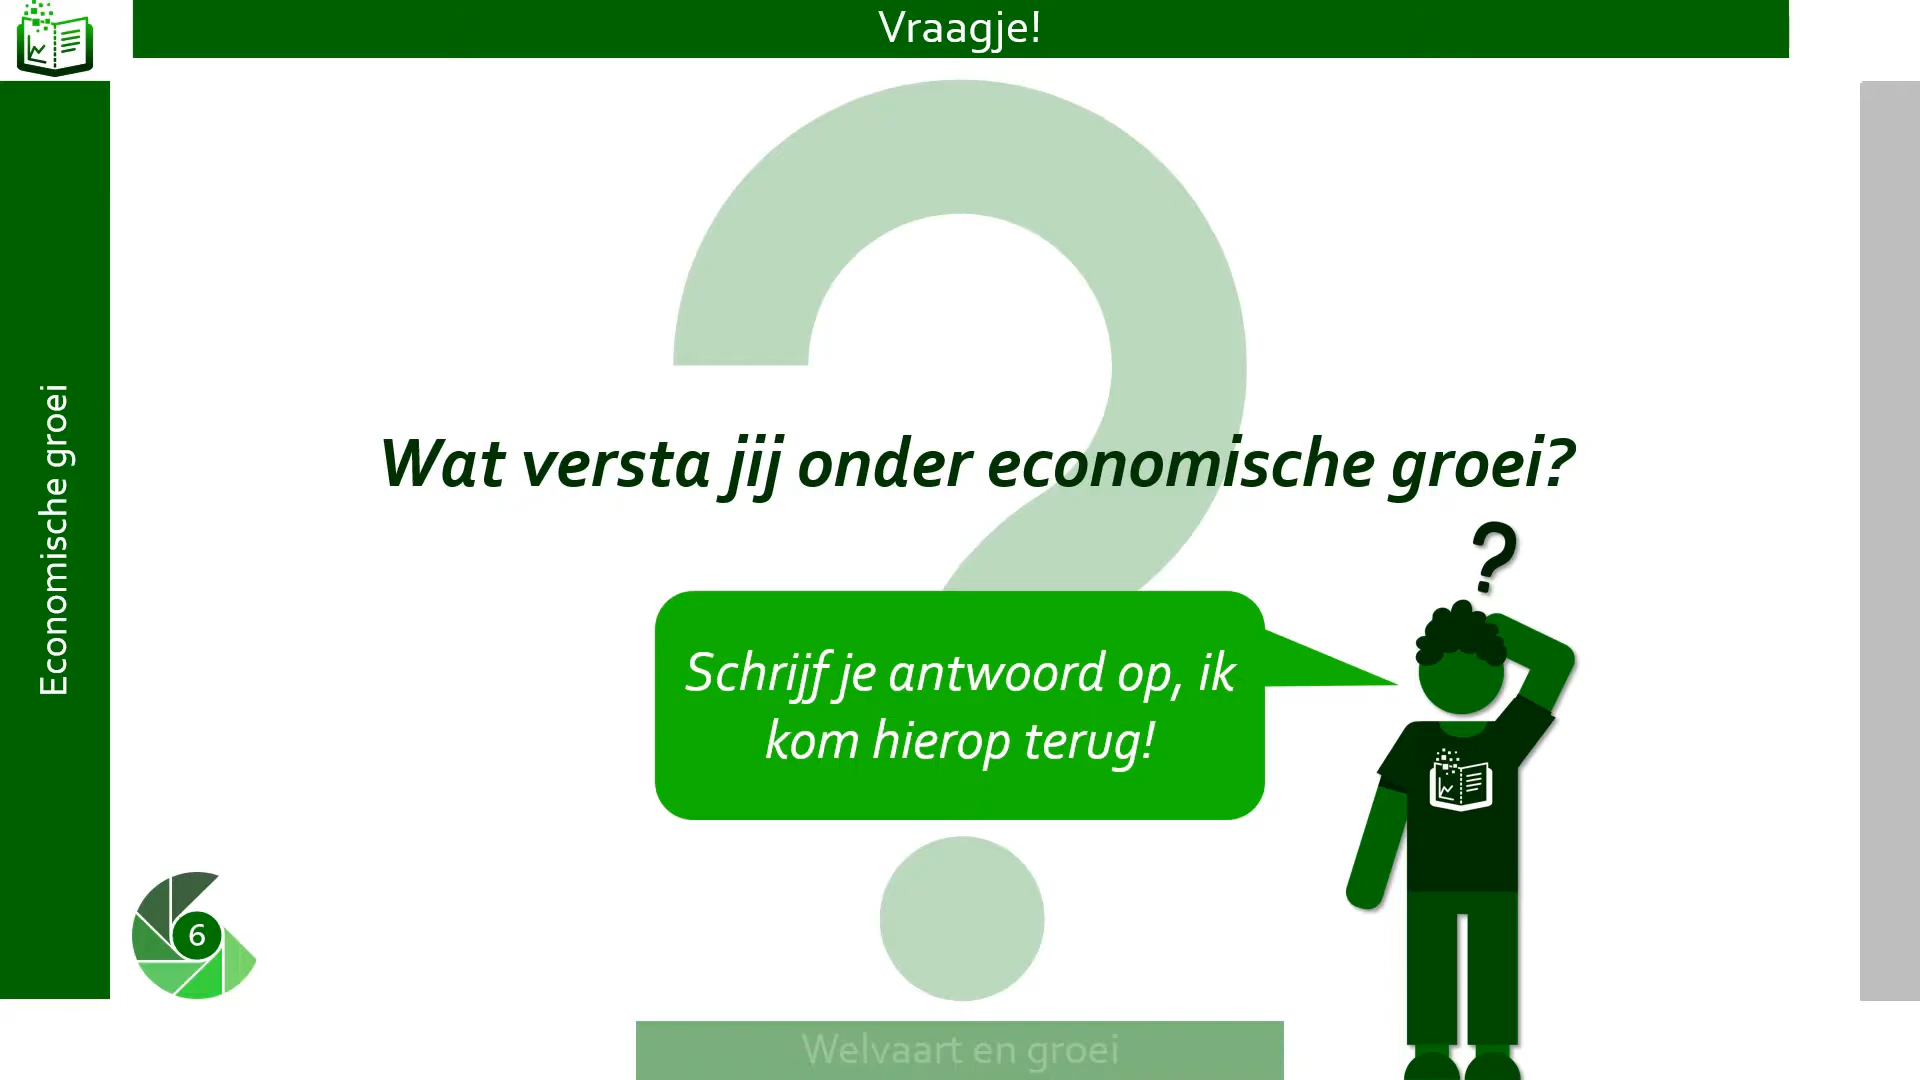 Vraagje!
Economische groei
Wat versta jij onder economische groei?
?
Schrijf je antwoord op, ik
kom hierop terug!
6
Welvaart en groei